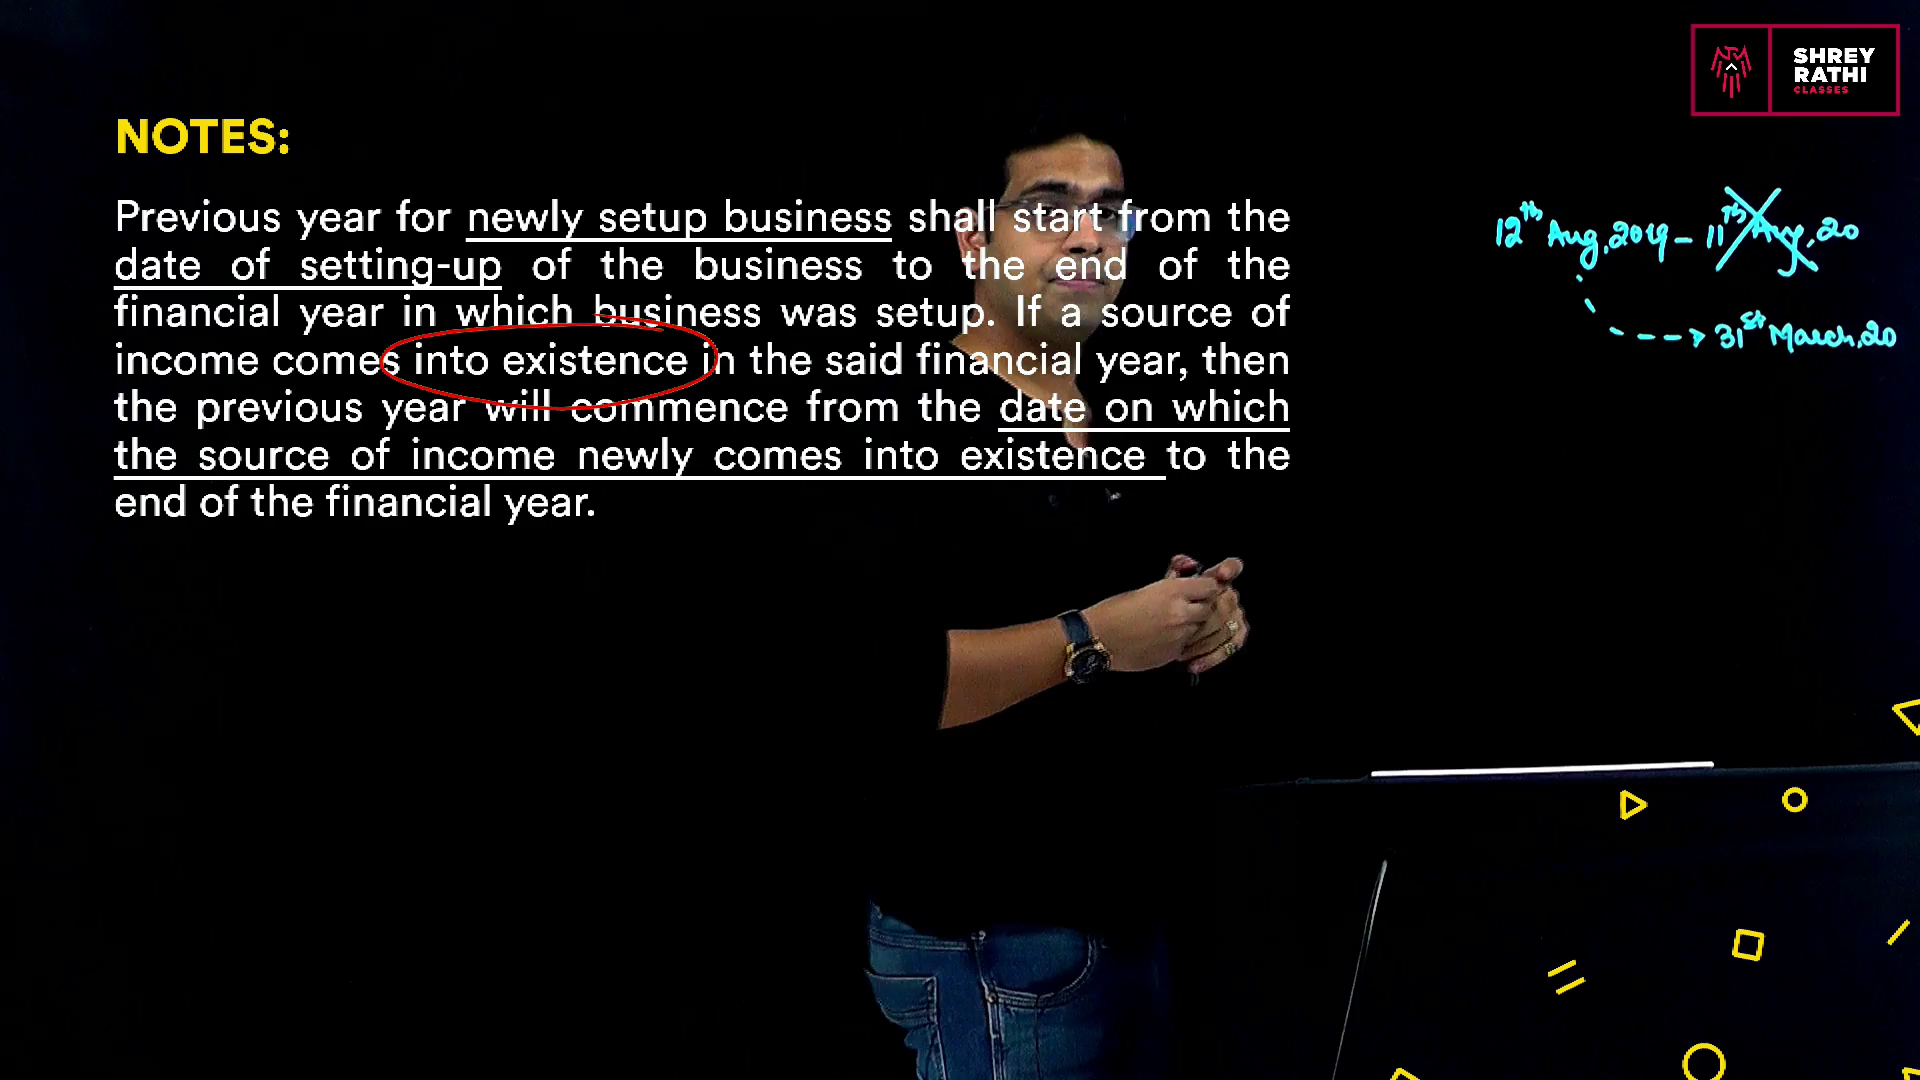 SHREY
RATHI
CLASSES
NOTES:
Previous year for newly setup business shall start from the
date of setting-up of the business to the end of the
financial year in which business was setup. If a source of
income comes into existence in the said financial year, then
the previous year will commence from the date on which
the source of income newly comes into existence to the
end of the financial year.
12th Aug, 2019 - 11th Aug, 20
31st March, 20